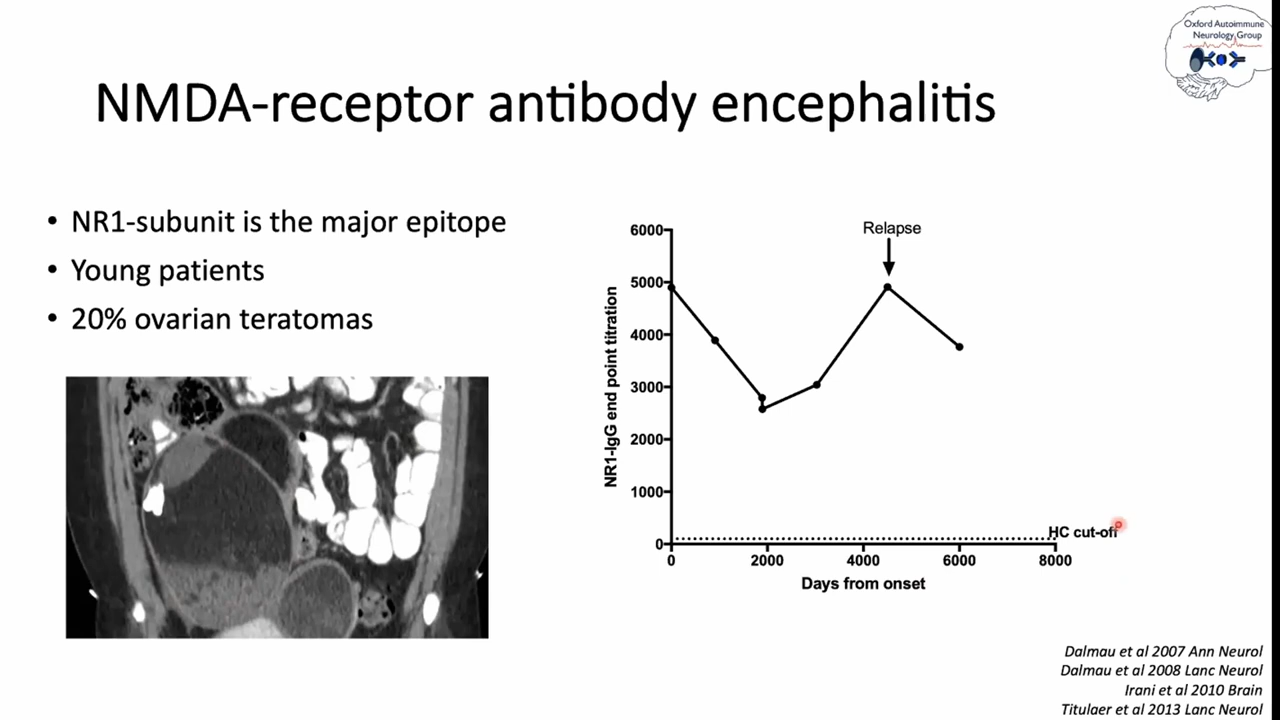 Oxford Autoimmune
Neurology Group
NMDA-receptor antibody encephalitis
• NR1-subunit is the major epitope
• Young patients
• 20% ovarian teratomas
Relapse
6000
5000
4000
3000
2000
1000
0
NR1-IgG end point titration
HC cut-off
0 2000 4000 6000 8000
Days from onset
Dalmau et al 2007 Ann Neurol
Dalmau et al 2008 Lanc Neurol
Irani et al 2010 Brain
Titulaer et al 2013 Lanc Neurol